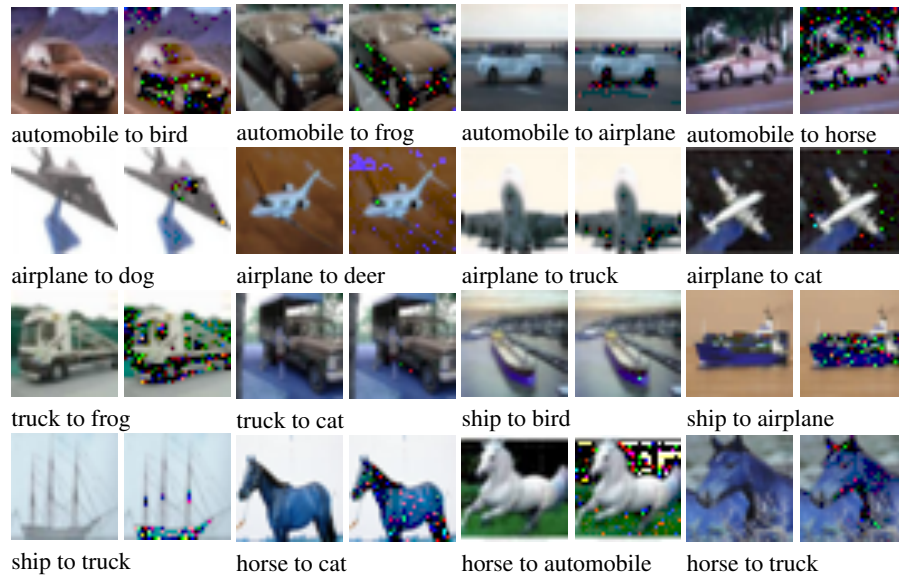 automobile to bird
automobile to frog
automobile to airplane
automobile to horse
airplane to dog
airplane to deer
airplane to truck
airplane to cat
truck to frog
truck to cat
ship to bird
ship to airplane
ship to truck
horse to cat
horse to automobile
horse to truck